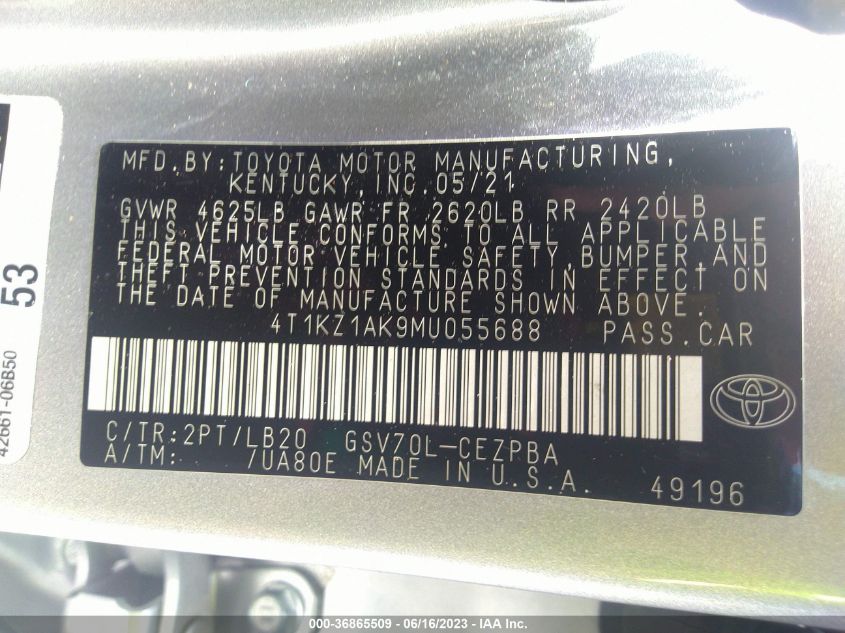 MFD.BY:TOYOTA MOTOR MANUFACTURING,
KENTUCKY,INC.05/21
GVWR 4625LB GAWR FR 2620LB RR 2420LB
THIS VEHICLE CONFORMS TO ALL APPLICABLE
FEDERAL MOTOR VEHICLE SAFETY,BUMPER AND
THEFT PREVENTION STANDARDS IN EFFECT ON
THE DATE OF MANUFACTURE SHOWN ABOVE.
4T1KZ1AK9MU055688 PASS.CAR
C/TR:2PT/LB20 GSV70L-CEZPBA
A/TM: /UA80E MADE IN U.S.A. 49196
53
42661-06B50
000-36865509 - 06/16/2023 - IAA Inc.